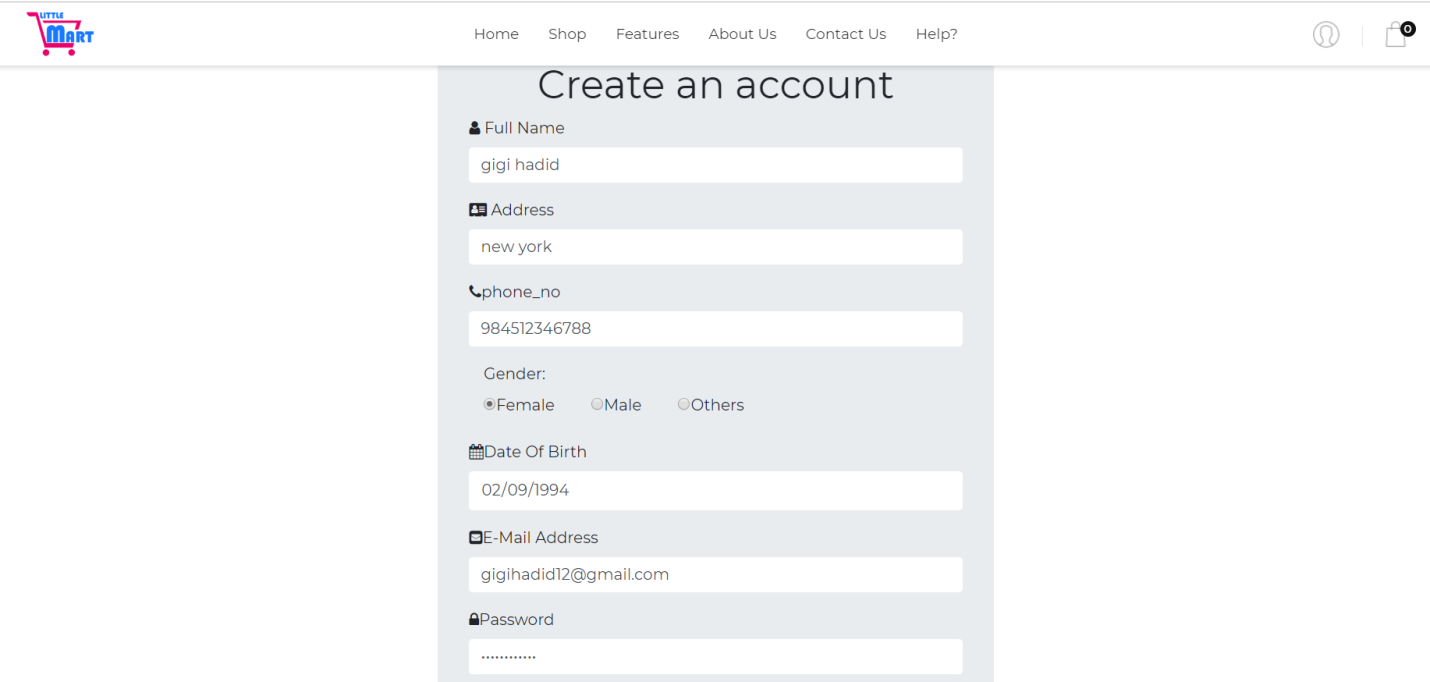 LITTLE
MART
Home Shop Features About Us Contact Us Help?
0
Create an account
Full Name
gigi hadid
Address
new york
phone_no
984512346788
Gender:
Female Male Others
Date Of Birth
02/09/1994
E-Mail Address
gigihadid12@gmail.com
Password
············